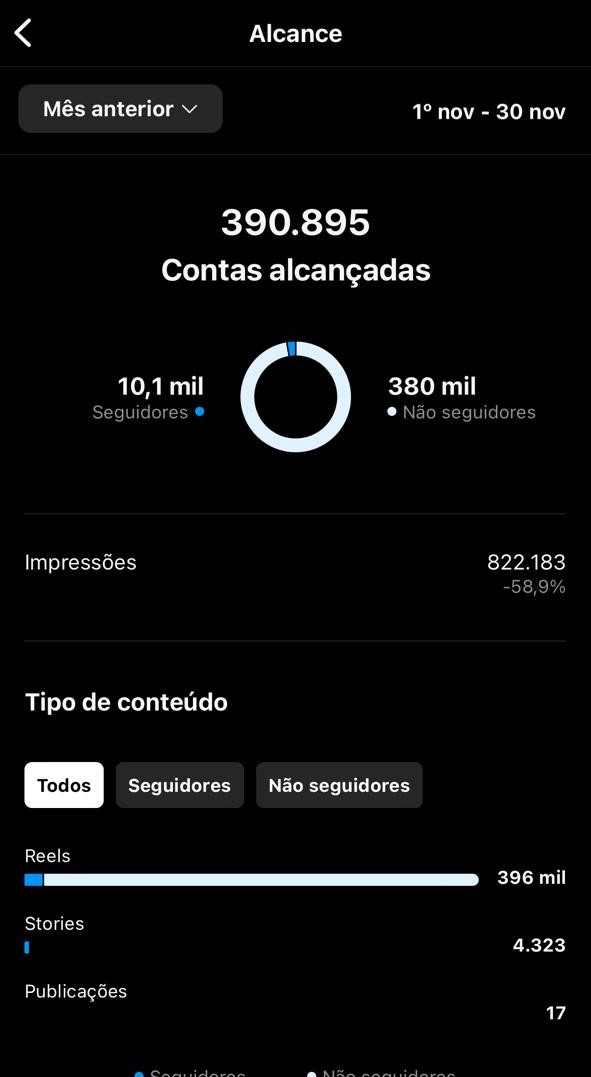 Alcance
Mês anterior
1º nov - 30 nov
390.895
Contas alcançadas
10,1 mil
Seguidores
380 mil
Não seguidores
Impressões
822.183
-58,9%
Tipo de conteúdo
Todos
Seguidores
Não seguidores
Reels
396 mil
Stories
4.323
Publicações
17
Seguidores
Não seguidores